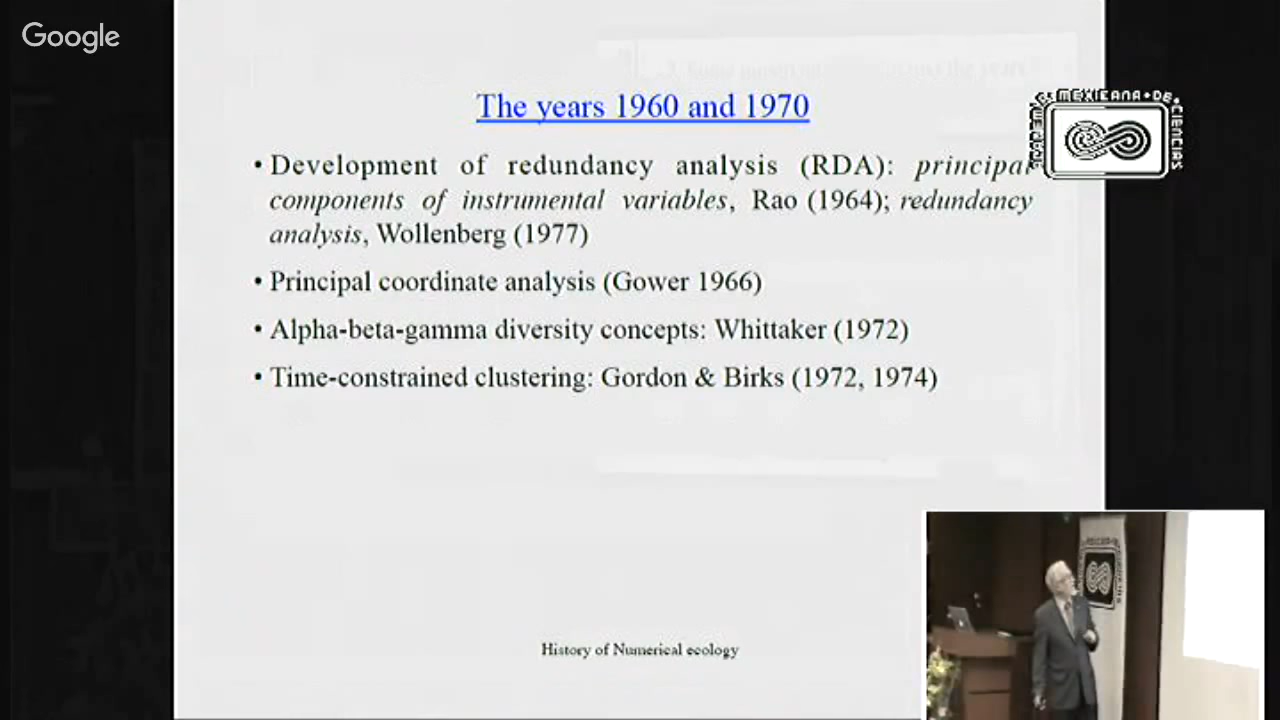 Google
The years 1960 and 1970
ACADEMIA MEXICANA DE CIENCIAS
• Development of redundancy analysis (RDA): principal
components of instrumental variables, Rao (1964); redundancy
analysis, Wollenberg (1977)
• Principal coordinate analysis (Gower 1966)
• Alpha-beta-gamma diversity concepts: Whittaker (1972)
• Time-constrained clustering: Gordon & Birks (1972, 1974)
History of Numerical ecology